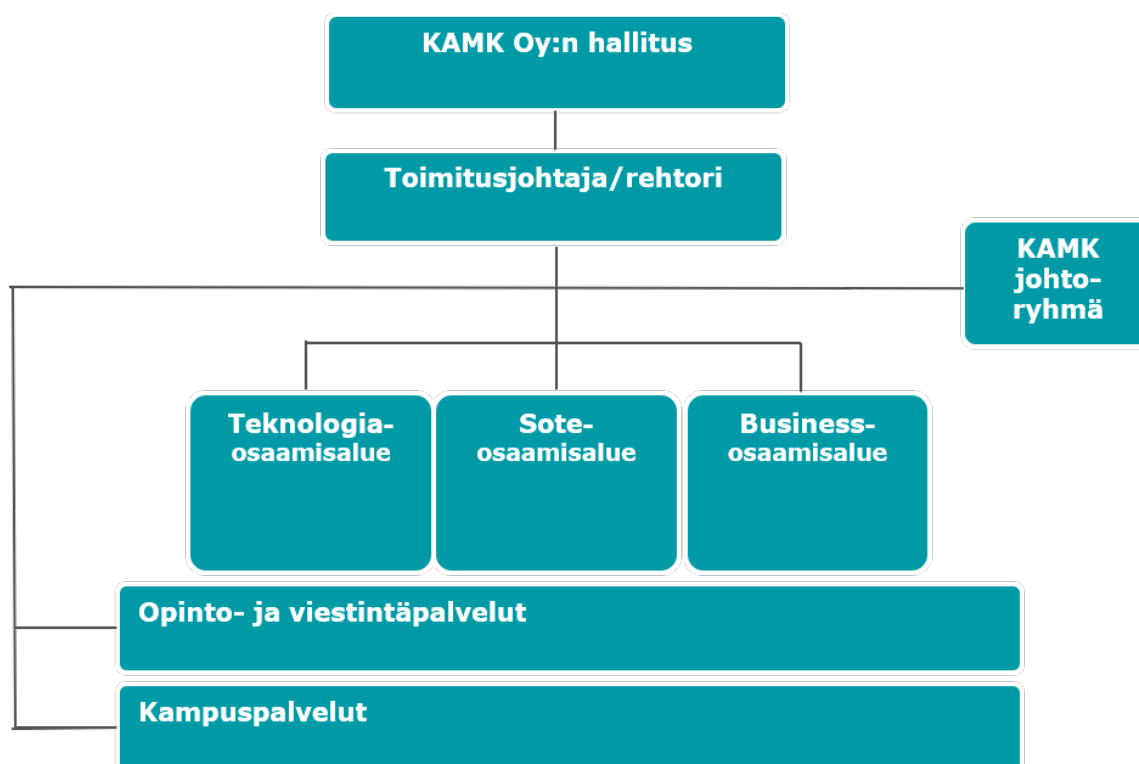 KAMK Oy:n hallitus
Toimitusjohtaja/rehtori
KAMK
johto-
ryhmä
Teknologia-
osaamisalue
Sote-
osaamisalue
Business-
osaamisalue
Opinto- ja viestintäpalvelut
Kampuspalvelut